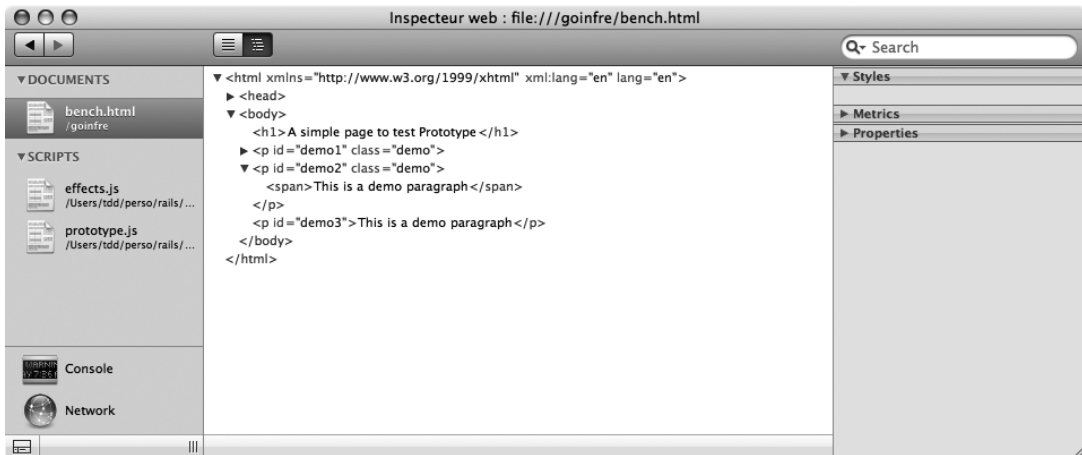 Inspecteur web : file:///goinfre/bench.html
Search
DOCUMENTS
bench.html
/goinfre
SCRIPTS
effects.js
/Users/tdd/perso/rails/...
prototype.js
/Users/tdd/perso/rails/...
Console
Network
<html xmlns="http://www.w3.org/1999/xhtml" xml:lang="en" lang="en">
<head>
<body>
<h1>A simple page to test Prototype</h1>
<p id="demo1" class="demo">
<p id="demo2" class="demo">
<span>This is a demo paragraph</span>
</p>
<p id="demo3">This is a demo paragraph</p>
</body>
</html>
Styles
Metrics
Properties